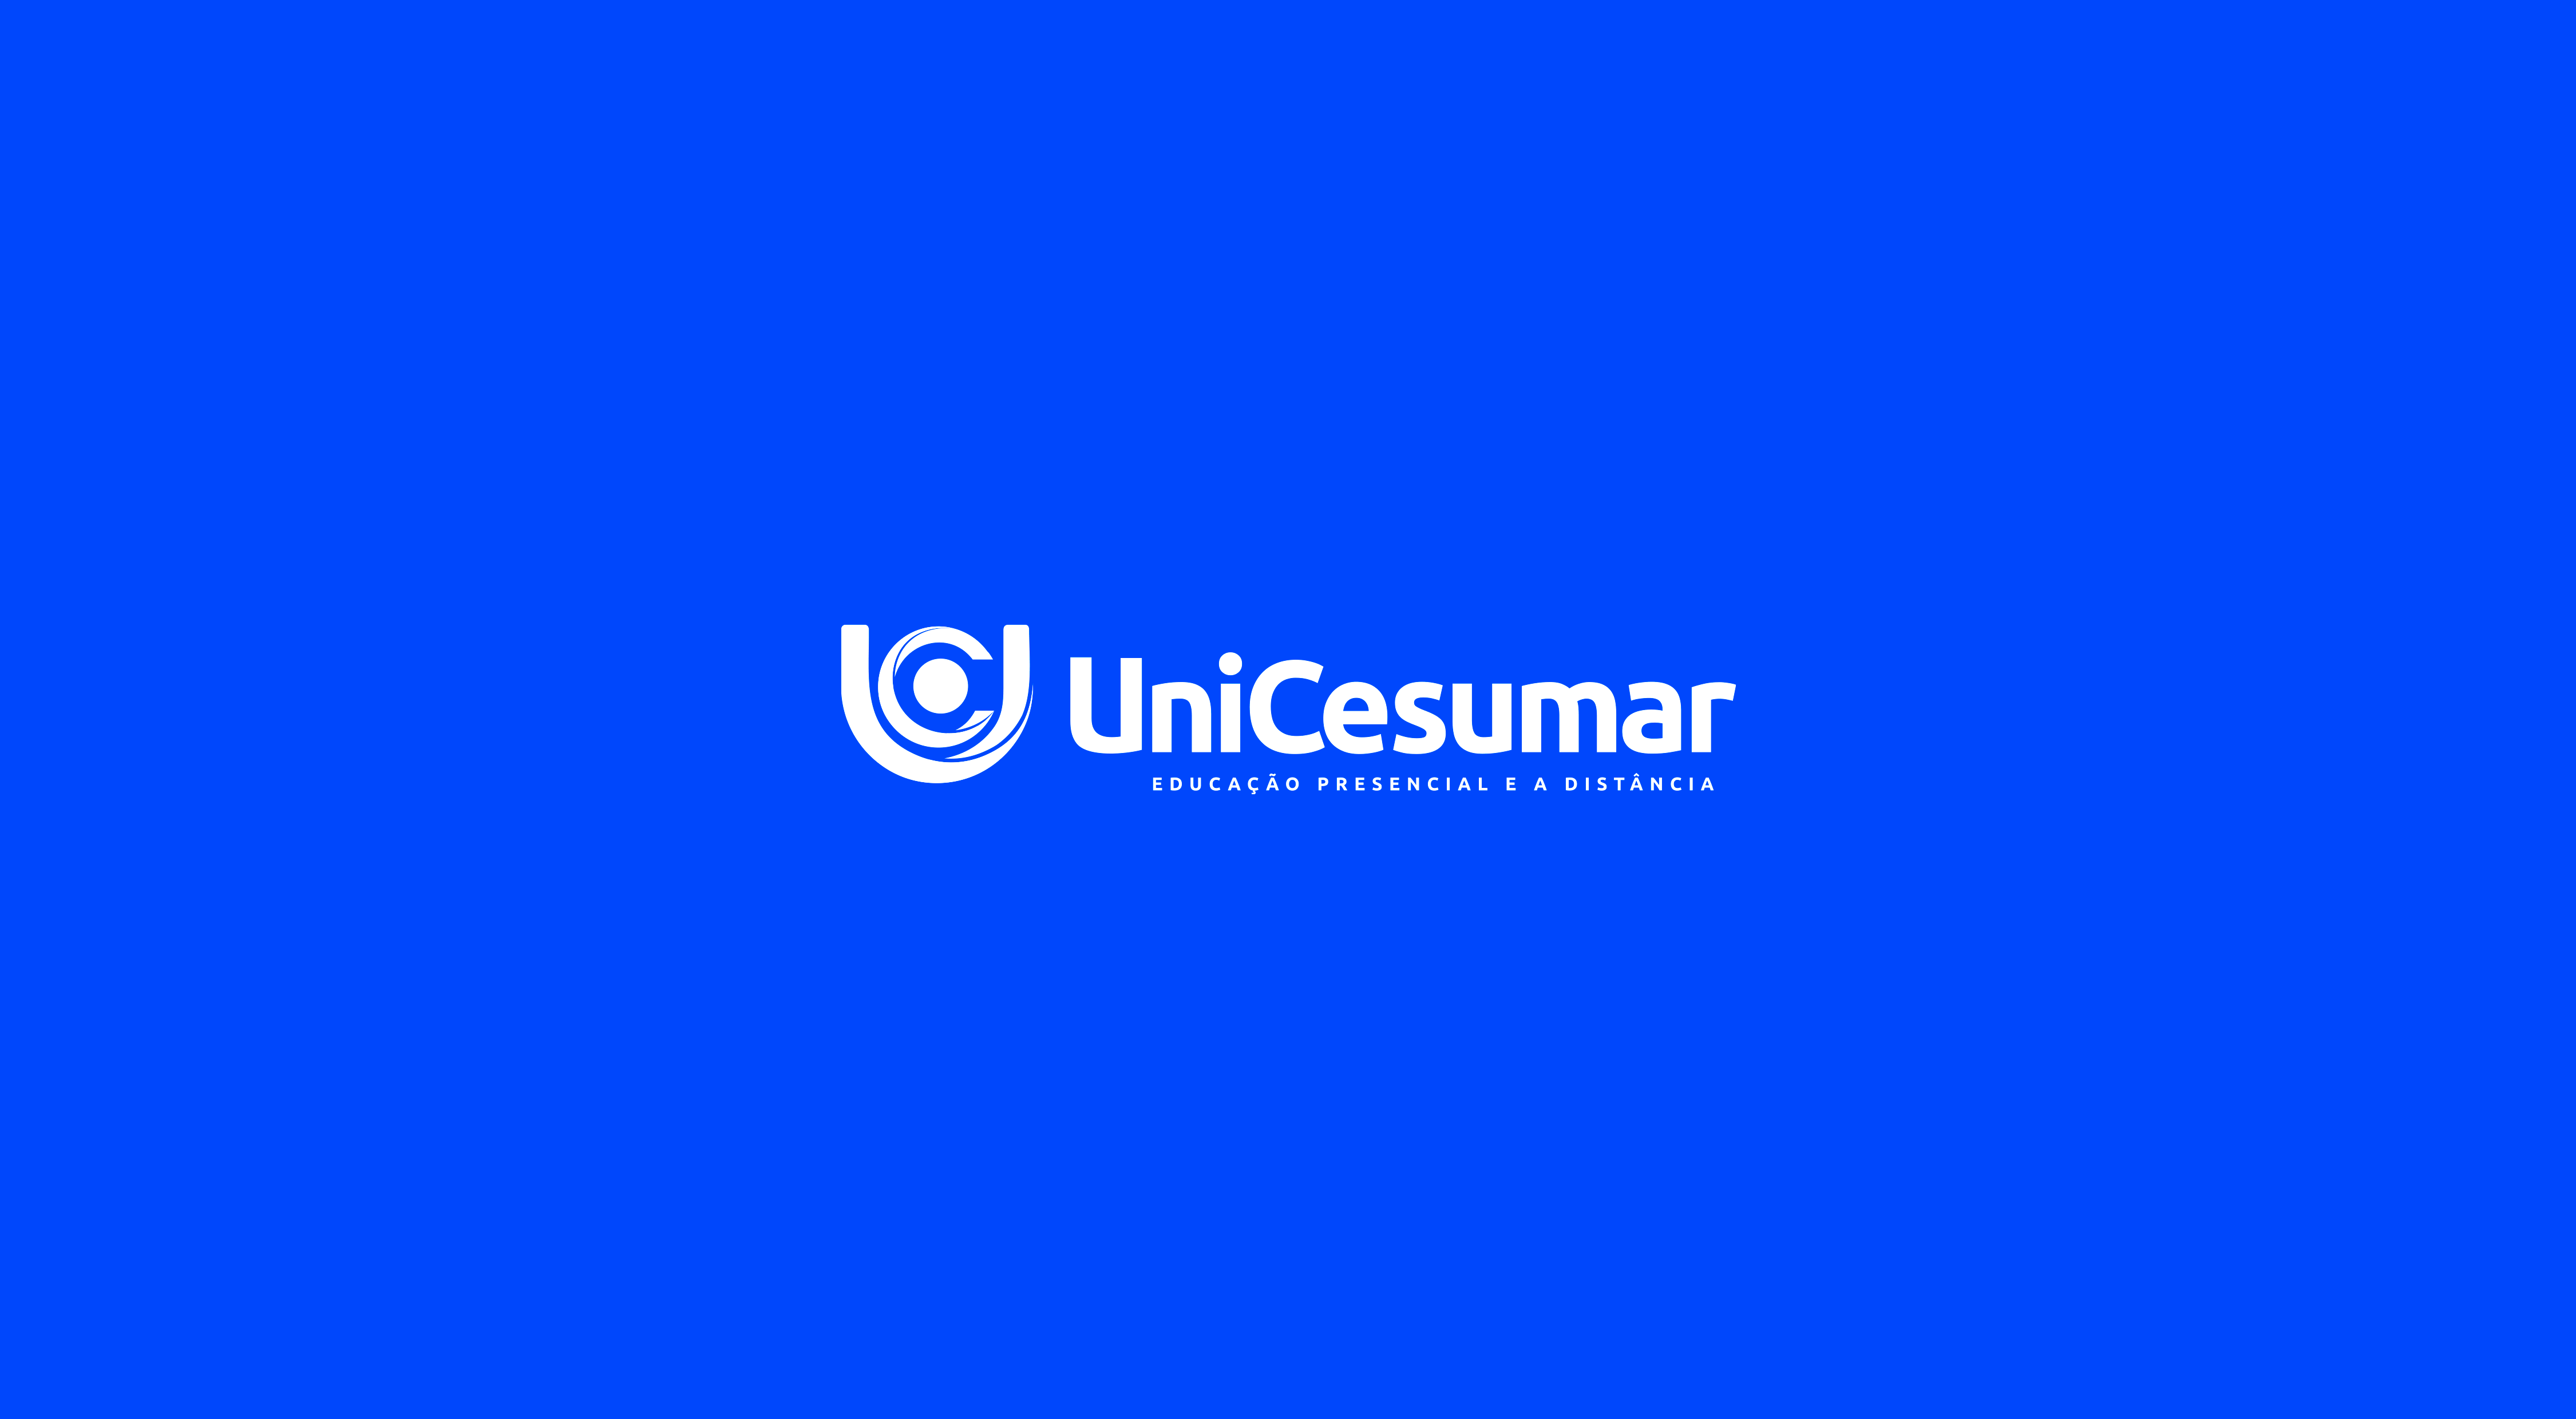 UniCesumar
EDUCAÇÃO PRESENCIAL E A DISTÂNCIA